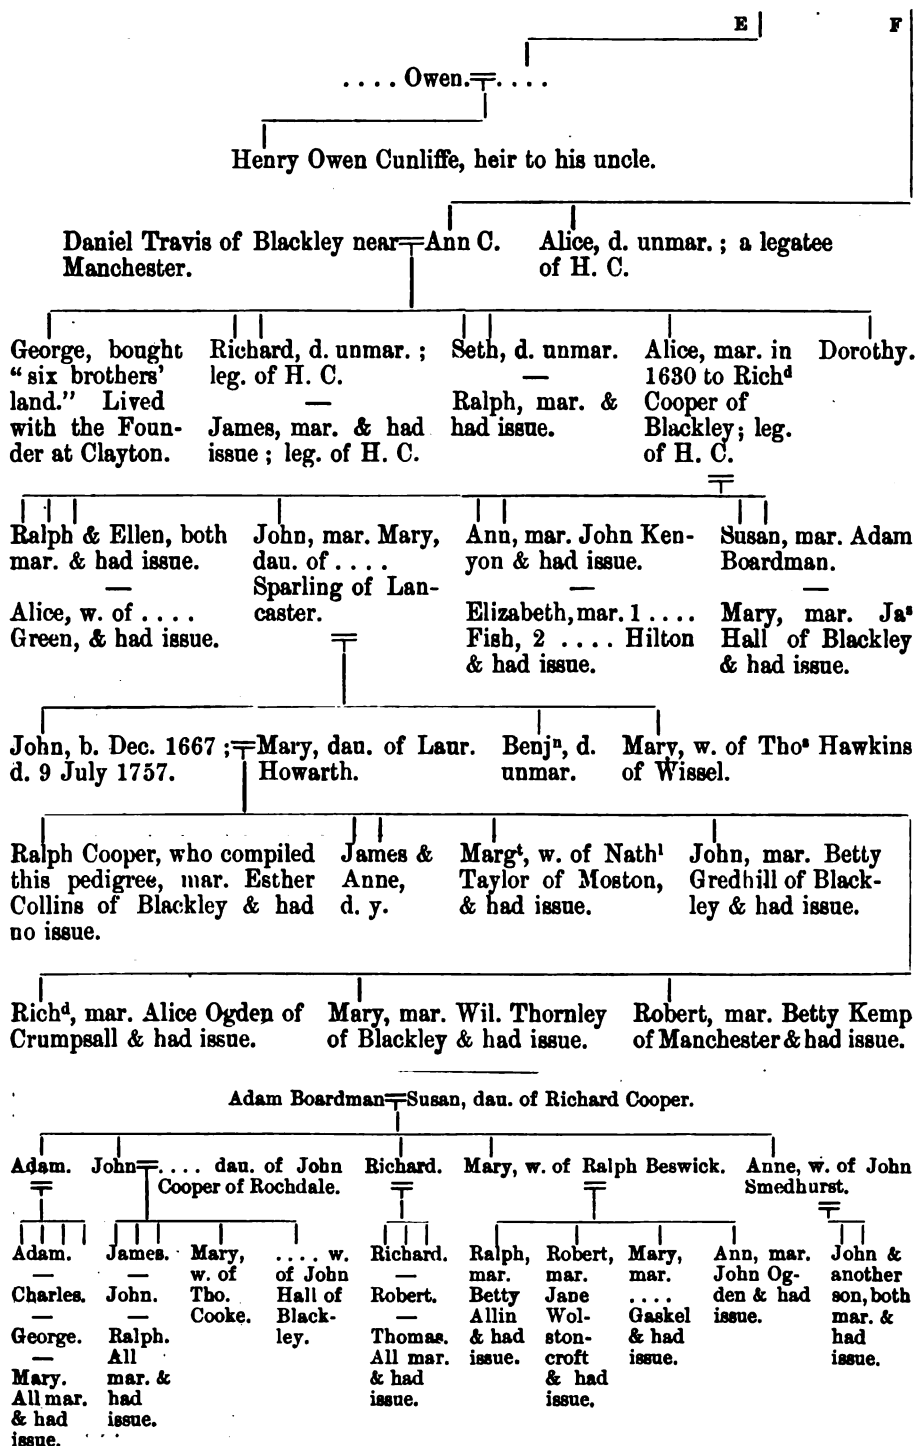 E F
. . . . Owen. = . . . .
Henry Owen Cunliffe, heir to his uncle.
Daniel Travis of Blackley near = Ann C.
Manchester.
Alice, d. unmar. ; a legatee
of H. C.
George, bought
“six brothers’
land.” Lived
with the Foun-
der at Clayton.
Richard, d. unmar. ;
leg. of H. C.
—
James, mar. & had
issue ; leg. of H. C.
Seth, d. unmar.
—
Ralph, mar. &
had issue.
Alice, mar. in
1630 to Richᵈ
Cooper of
Blackley; leg.
of H. C.
Dorothy.
Ralph & Ellen, both
mar. & had issue.
—
Alice, w. of . . . .
Green, & had issue.
John, mar. Mary,
dau. of . . . .
Sparling of Lan-
caster.
Ann, mar. John Ken-
yon & had issue.
—
Elizabeth, mar. 1 . . . .
Fish, 2 . . . . Hilton
& had issue.
Susan, mar. Adam
Boardman.
—
Mary, mar. Jaˢ
Hall of Blackley
& had issue.
John, b. Dec. 1667 ; = Mary, dau. of Laur.
d. 9 July 1757. Howarth.
Benjⁿ, d.
unmar.
Mary, w. of Thoˢ Hawkins
of Wissel.
Ralph Cooper, who compiled
this pedigree, mar. Esther
Collins of Blackley & had
no issue.
James &
Anne,
d. y.
Margᵗ, w. of Nathˡ
Taylor of Moston,
& had issue.
John, mar. Betty
Gredhill of Black-
ley & had issue.
Richᵈ, mar. Alice Ogden of
Crumpsall & had issue.
Mary, mar. Wil. Thornley
of Blackley & had issue.
Robert, mar. Betty Kemp
of Manchester & had issue.
Adam Boardman = Susan, dau. of Richard Cooper.
Adam.
John = . . . . dau. of John
Cooper of Rochdale.
Richard.
Mary, w. of Ralph Beswick.
Anne, w. of John
Smedhurst.
Adam.
—
Charles.
—
George.
—
Mary.
All mar.
& had
issue.
James.
—
John.
—
Ralph.
All
mar. &
had
issue.
Mary,
w. of
Tho.
Cooke.
. . . . w.
of John
Hall of
Black-
ley.
Richard.
—
Robert.
—
Thomas.
All mar.
& had
issue.
Ralph,
mar.
Betty
Allin
& had
issue.
Robert,
mar.
Jane
Wol-
ston-
croft
& had
issue.
Mary,
mar.
. . . .
Gaskel
& had
issue.
Ann, mar.
John Og-
den & had
issue.
John &
another
son, both
mar. &
had
issue.